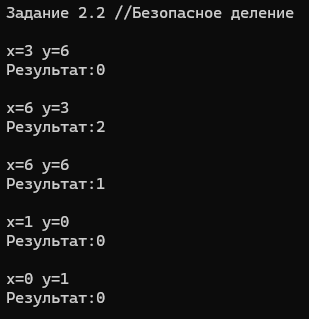 Задание 2.2 //Безопасное деление
x=3 y=6
Результат:0
x=6 y=3
Результат:2
x=6 y=6
Результат:1
x=1 y=0
Результат:0
x=0 y=1
Результат:0